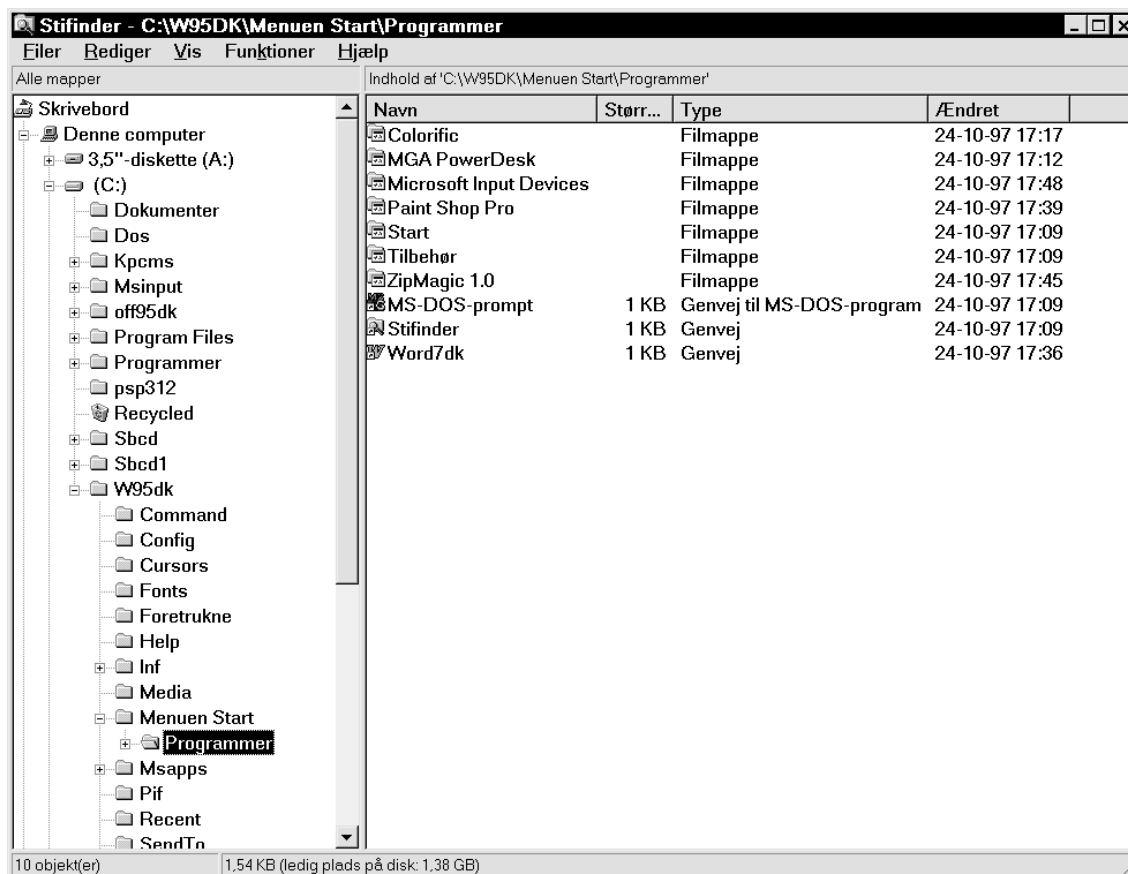 Stifinder - C:\W95DK\Menuen Start\Programmer
Filer Rediger Vis Funktioner Hjælp
Alle mapper
Skrivebord
Denne computer
3,5"-diskette (A:)
(C:)
Dokumenter
Dos
Kpcms
Msinput
off95dk
Program Files
Programmer
psp312
Recycled
Sbcd
Sbcd1
W95dk
Command
Config
Cursors
Fonts
Foretrukne
Help
Inf
Media
Menuen Start
Programmer
Msapps
Pif
Recent
SendTo
Indhold af 'C:\W95DK\Menuen Start\Programmer'
Navn Størr... Type Ændret
Colorific Filmappe 24-10-97 17:17
MGA PowerDesk Filmappe 24-10-97 17:12
Microsoft Input Devices Filmappe 24-10-97 17:48
Paint Shop Pro Filmappe 24-10-97 17:39
Start Filmappe 24-10-97 17:09
Tilbehør Filmappe 24-10-97 17:09
ZipMagic 1.0 Filmappe 24-10-97 17:45
MS-DOS-prompt 1 KB Genvej til MS-DOS-program 24-10-97 17:09
Stifinder 1 KB Genvej 24-10-97 17:09
Word7dk 1 KB Genvej 24-10-97 17:36
10 objekt(er) 1,54 KB (ledig plads på disk: 1,38 GB)